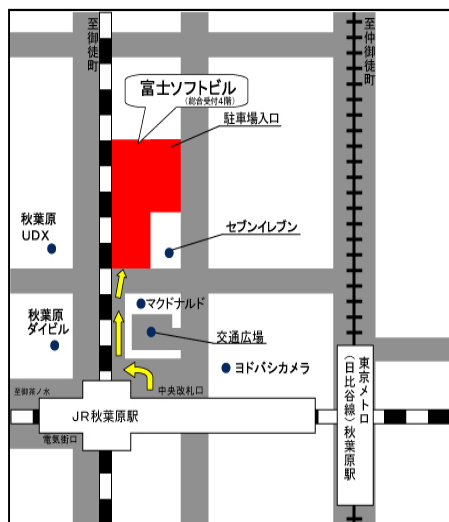 至御徒町
至仲御徒町
富士ソフトビル
(総合受付4階)
駐車場入口
秋葉原
UDX
セブンイレブン
マクドナルド
秋葉原
ダイビル
交通広場
ヨドバシカメラ
至御茶ノ水
中央改札口
JR秋葉原駅
電気街口
東京メトロ
(日比谷線)秋葉原駅